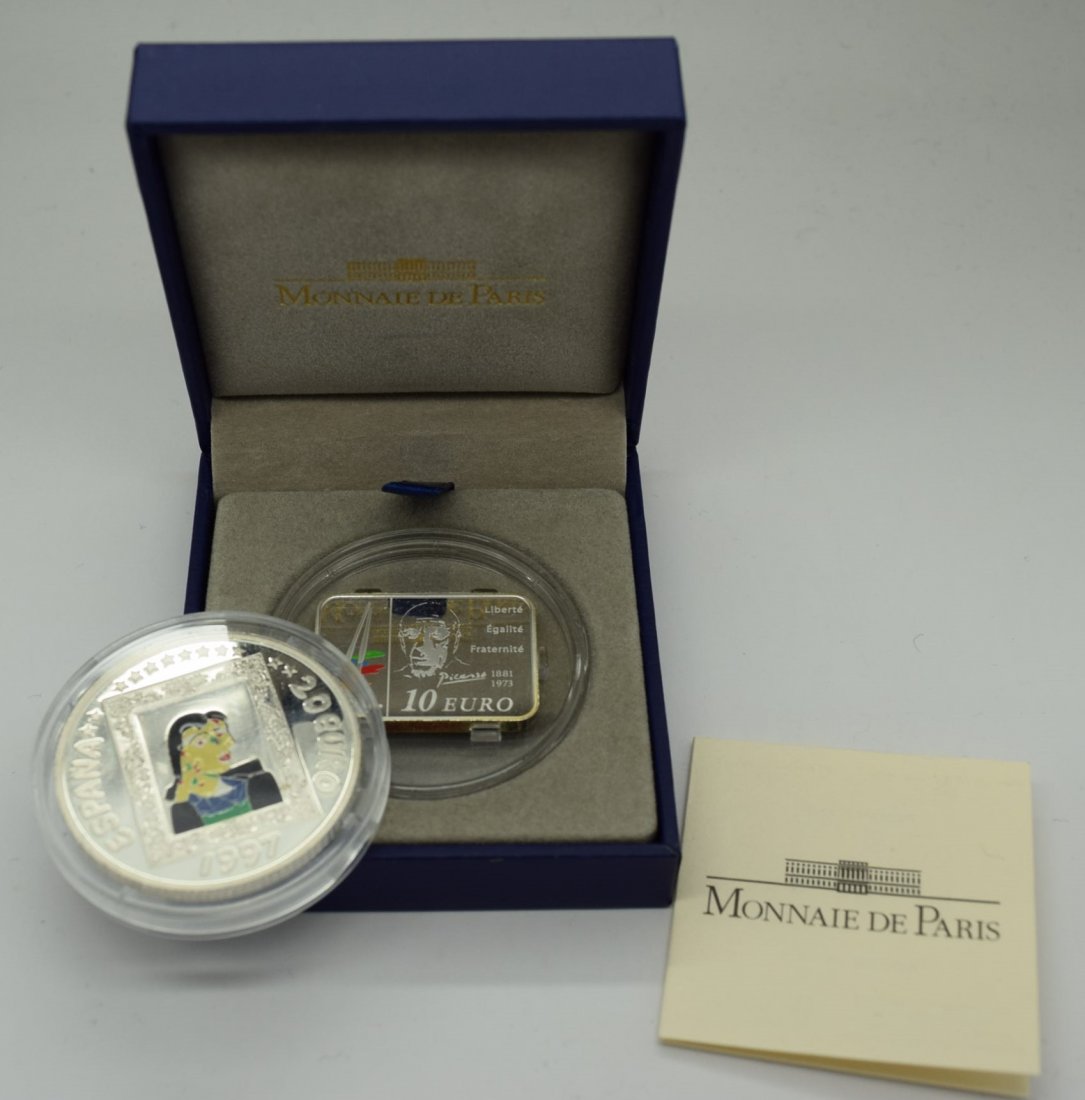 MONNAIE DE PARIS
Liberté
Égalité
Fraternité
Picasso 1881
1973
10 EURO
ESPAÑA
20 EURO
1997
MONNAIE DE PARIS